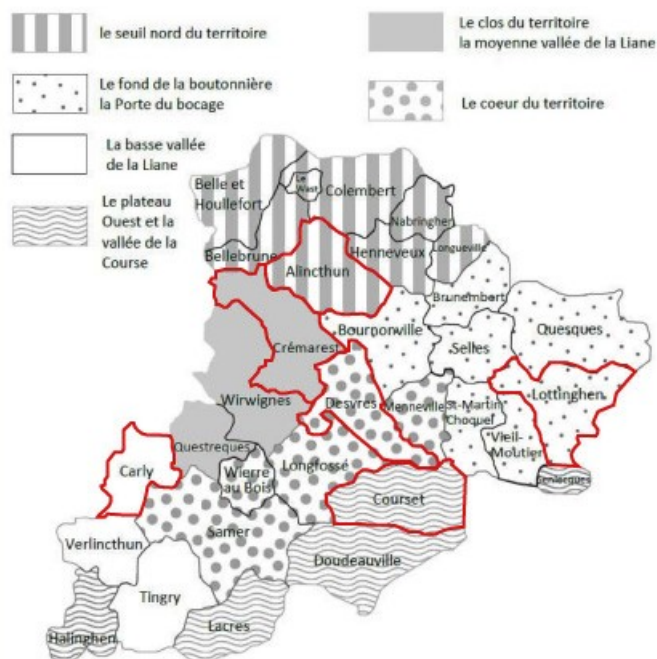 le seuil nord du territoire
Le clos du territoire
la moyenne vallée de la Liane
Le fond de la boutonnière
la Porte du bocage
Le coeur du territoire
La basse vallée
de la Liane
Le plateau
Ouest et la
vallée de la
Course
Le
Wast
Belle et
Houllefort
Colembert
Nabringhen
Bellebrune
Henneveux
Longueville
Alincthun
Brunembert
Bournonville
Quesques
Crémarest
Selles
Wirwignes
Desvres
Menneville
St-Martin
Choquel
Lottinghen
Vieil-
Moutier
Senlecques
Questreques
Carly
Wierre
au Bois
Longfossé
Courset
Verlincthun
Samer
Doudeauville
Tingry
Halinghen
Lacres